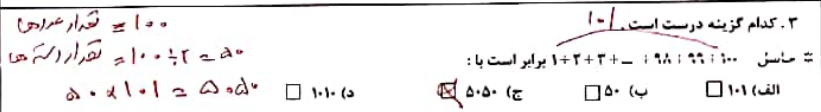 ۳. کدام گزینه درست است.
۱۰۱
* حاصل ۱۰۰ + ۹۹ + ۹۸ + ... + ۳ + ۲ + ۱ برابر است با :
الف) ۱۰۱ ب) ۵۰ ج) ۵۰۵۰ د) ۱۰۱۰
۱۰۰ = تعداد عددها
۱۰۰ ÷ ۲ = ۵۰ = تعداد دسته ها
۵۰ × ۱۰۱ = ۵۰۵۰